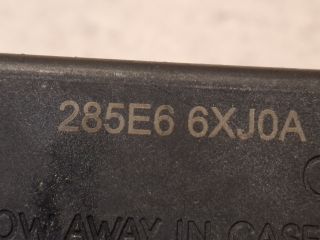 285E6 6XJ0A
OW AWAY IN CASE